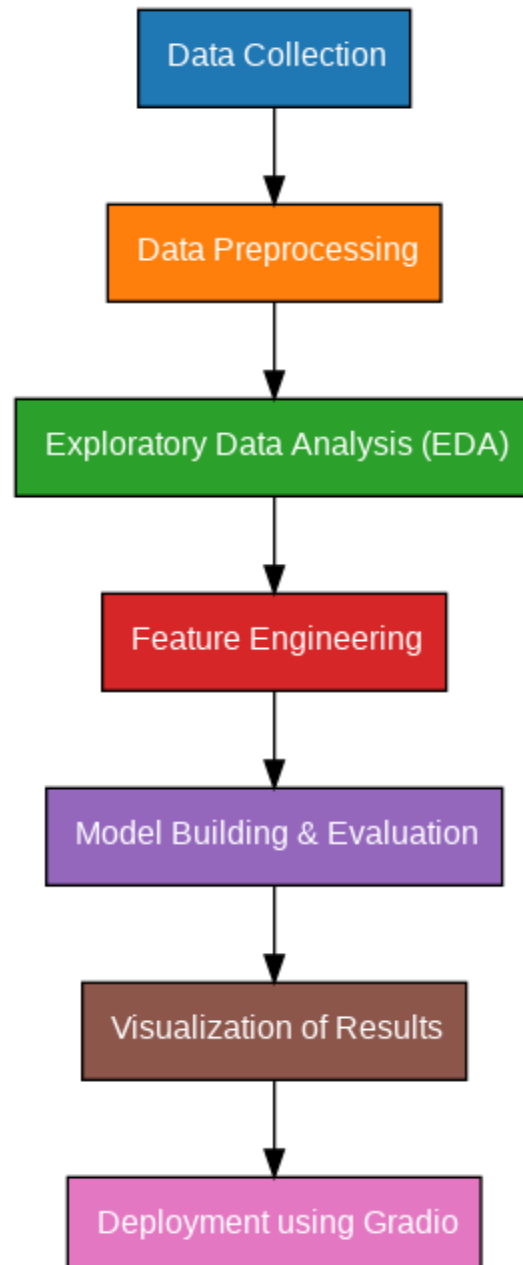 Data Collection
Data Preprocessing
Exploratory Data Analysis (EDA)
Feature Engineering
Model Building & Evaluation
Visualization of Results
Deployment using Gradio